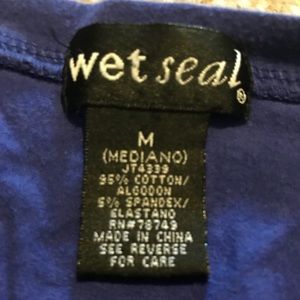 wet seal®
M
(MEDIANO)
JT4339
95% COTTON/
ALGODON
5% SPANDEX/
ELASTANO
RN#78749
MADE IN CHINA
SEE REVERSE
FOR CARE